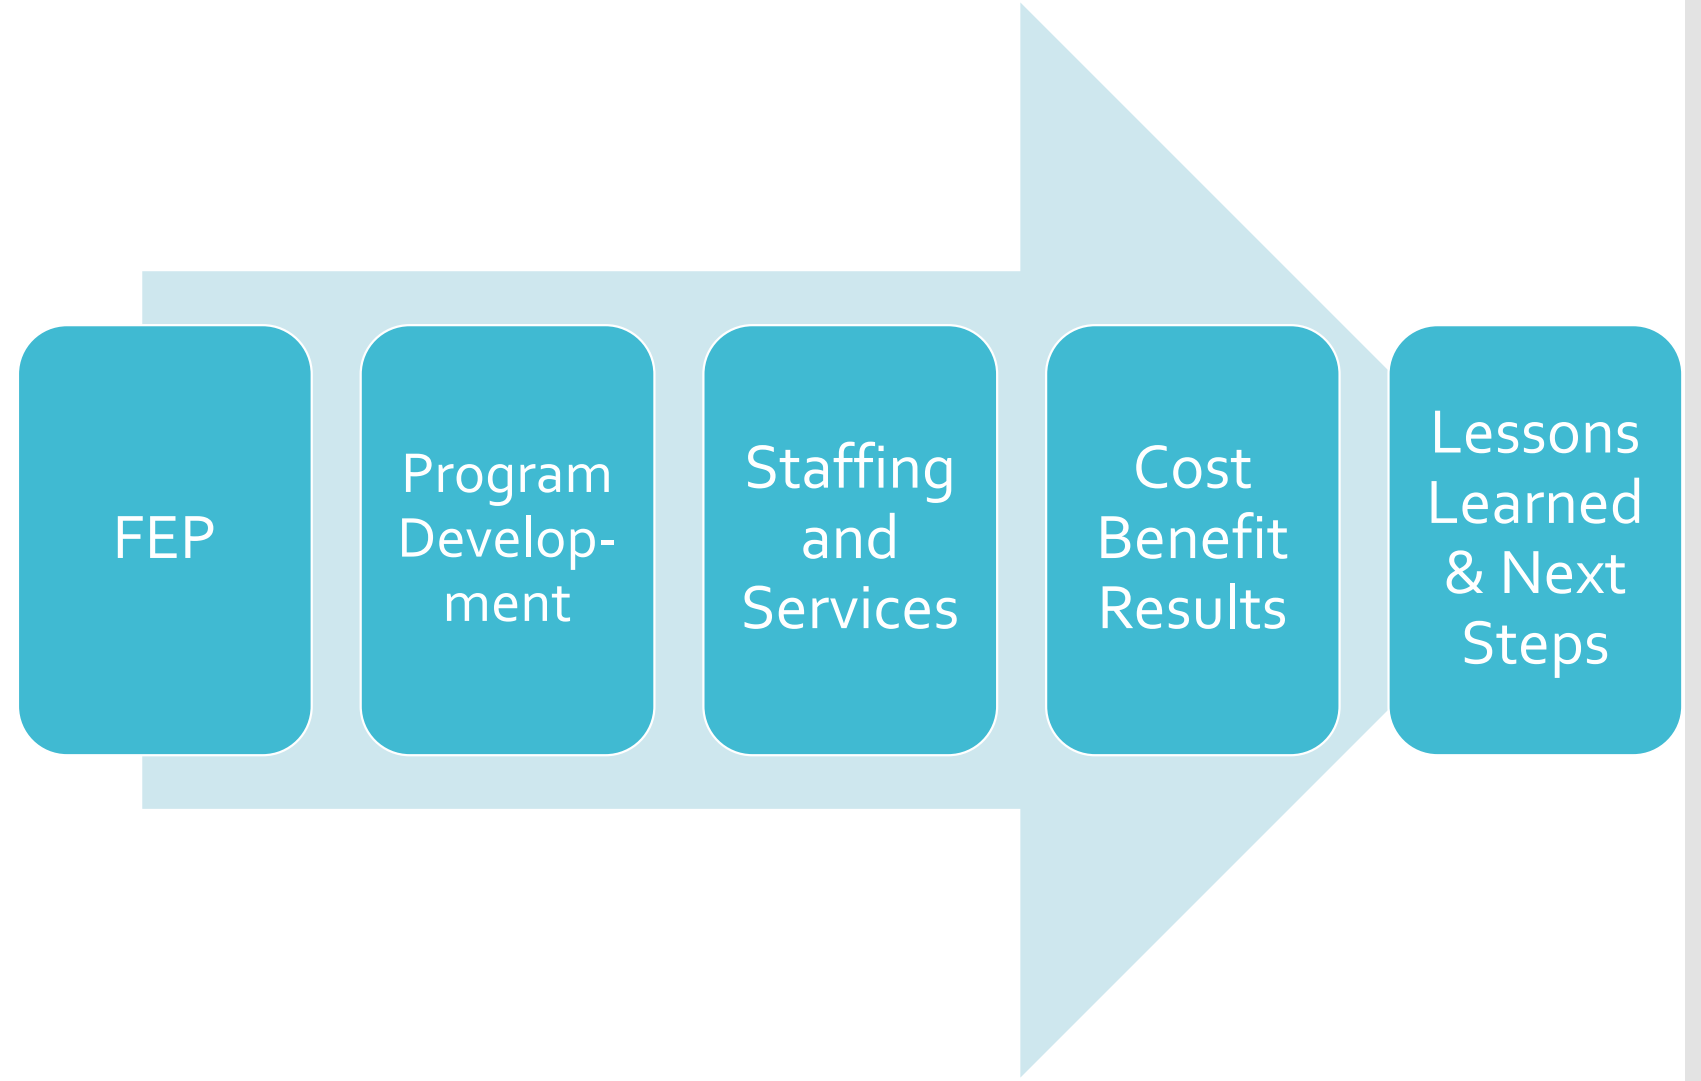 FEP
Program
Develop-
ment
Staffing
and
Services
Cost
Benefit
Results
Lessons
Learned
& Next
Steps